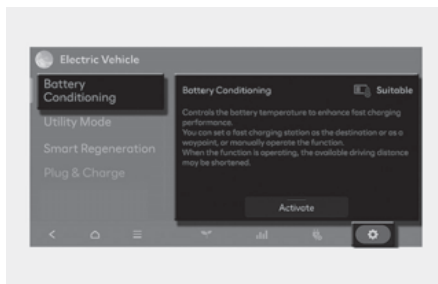 Electric Vehicle
Battery
Conditioning
Utility Mode
Smart Regeneration
Plug & Charge
Battery Conditioning
Suitable
Controls the battery temperature to enhance fast charging
performance.
You can set a fast charging station as the destination or as a
waypoint, or manually operate the function.
When the function is operating, the available driving distance
may be shortened.
Activate